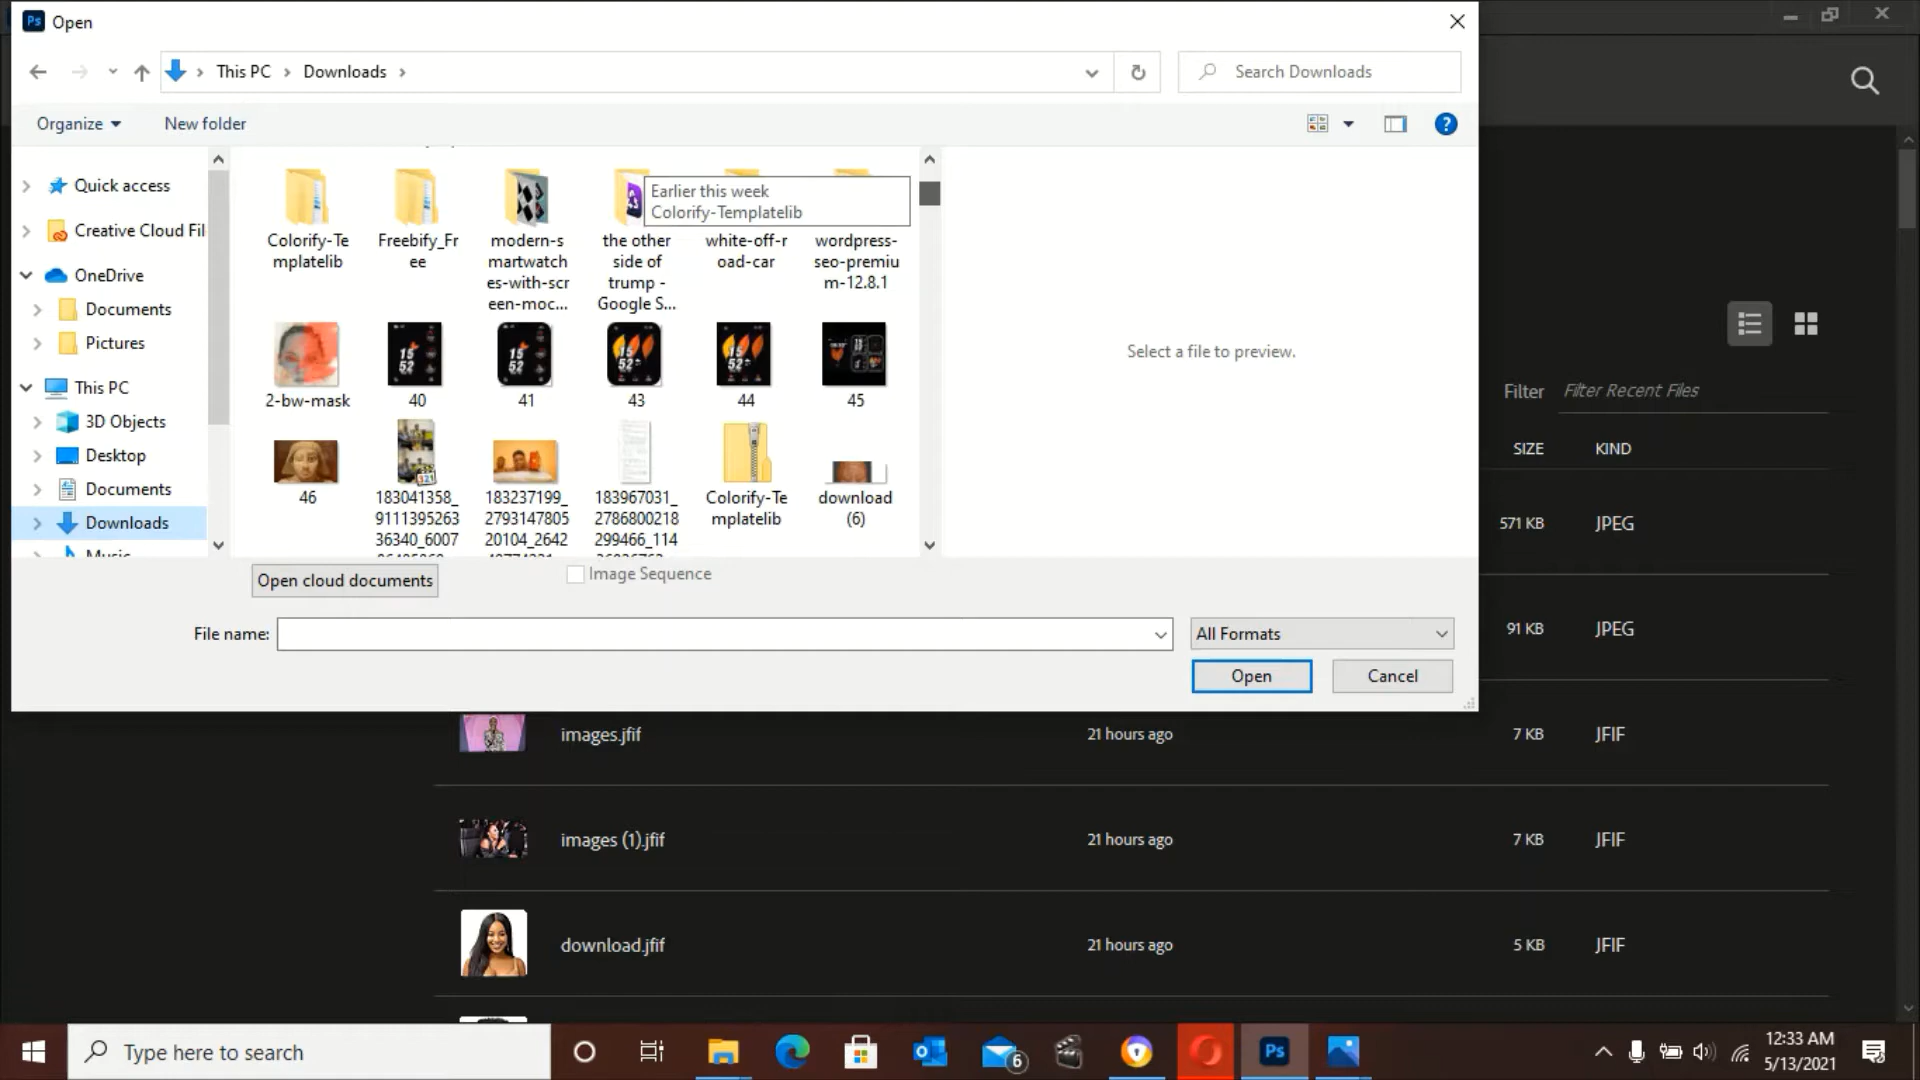 Ps Open
This PC > Downloads >
Search Downloads
Organize
New folder
?
Quick access
Creative Cloud Fil
OneDrive
Documents
Pictures
This PC
3D Objects
Desktop
Documents
Downloads
Music
Earlier this week
Colorify-Templatelib
Colorify-Te
mplatelib
Freebify_Fr
ee
modern-s
martwatch
es-with-scr
een-moc...
the other
side of
trump -
Google S...
white-off-r
oad-car
wordpress-
seo-premiu
m-12.8.1
2-bw-mask
40
41
43
44
45
46
183041358_
9111395263
36340_6007
183237199_
2793147805
20104_2642
183967031_
2786800218
299466_114
Colorify-Te
mplatelib
download
(6)
Select a file to preview.
Open cloud documents
Image Sequence
File name:
All Formats
Open
Cancel
Filter
Filter Recent Files
SIZE
KIND
571 KB
JPEG
91 KB
JPEG
images.jfif
21 hours ago
7 KB
JFIF
images (1).jfif
21 hours ago
7 KB
JFIF
download.jfif
21 hours ago
5 KB
JFIF
Type here to search
6
Ps
12:33 AM
5/13/2021